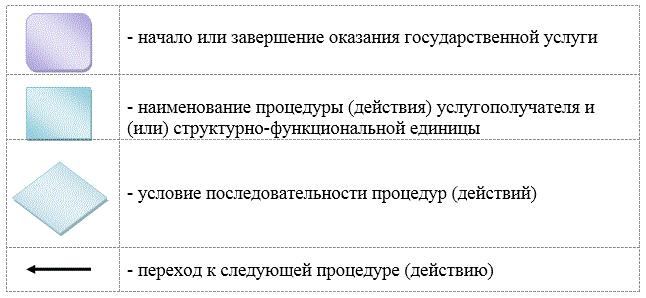 - начало или завершение оказания государственной услуги
- наименование процедуры (действия) услугополучателя и
(или) структурно-функциональной единицы
- условие последовательности процедур (действий)
- переход к следующей процедуре (действию)